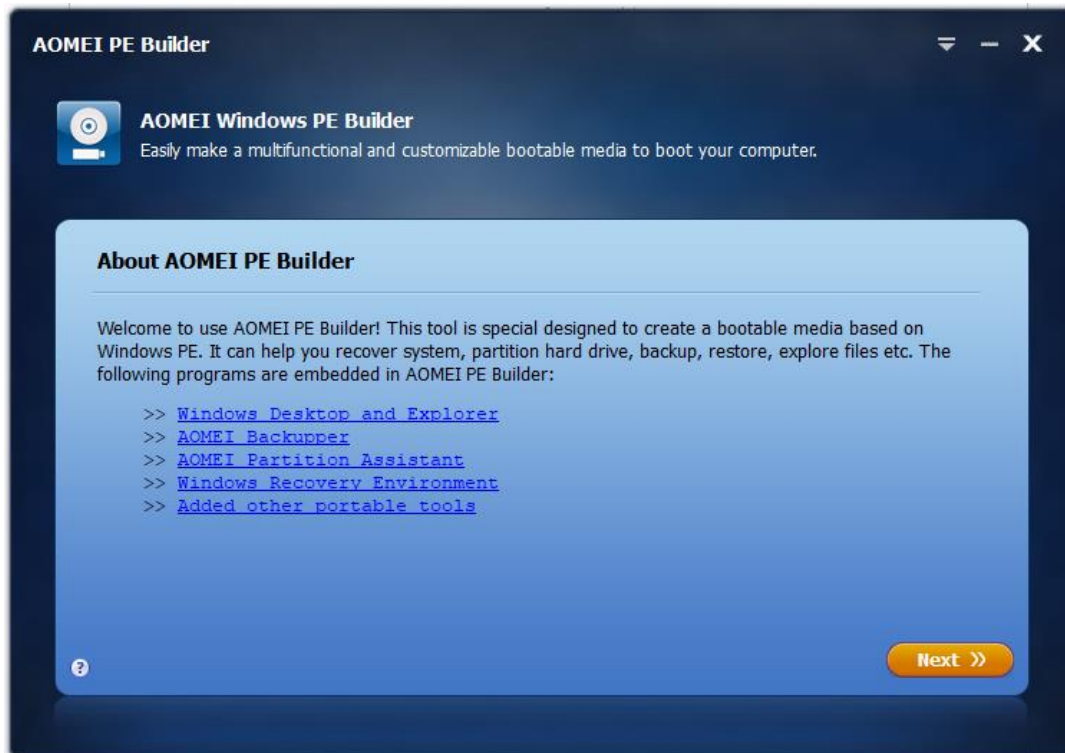 AOMEI PE Builder
AOMEI Windows PE Builder
Easily make a multifunctional and customizable bootable media to boot your computer.
About AOMEI PE Builder
Welcome to use AOMEI PE Builder! This tool is special designed to create a bootable media based on
Windows PE. It can help you recover system, partition hard drive, backup, restore, explore files etc. The
following programs are embedded in AOMEI PE Builder:
>> Windows Desktop and Explorer
>> AOMEI Backupper
>> AOMEI Partition Assistant
>> Windows Recovery Environment
>> Added other portable tools
?
Next »